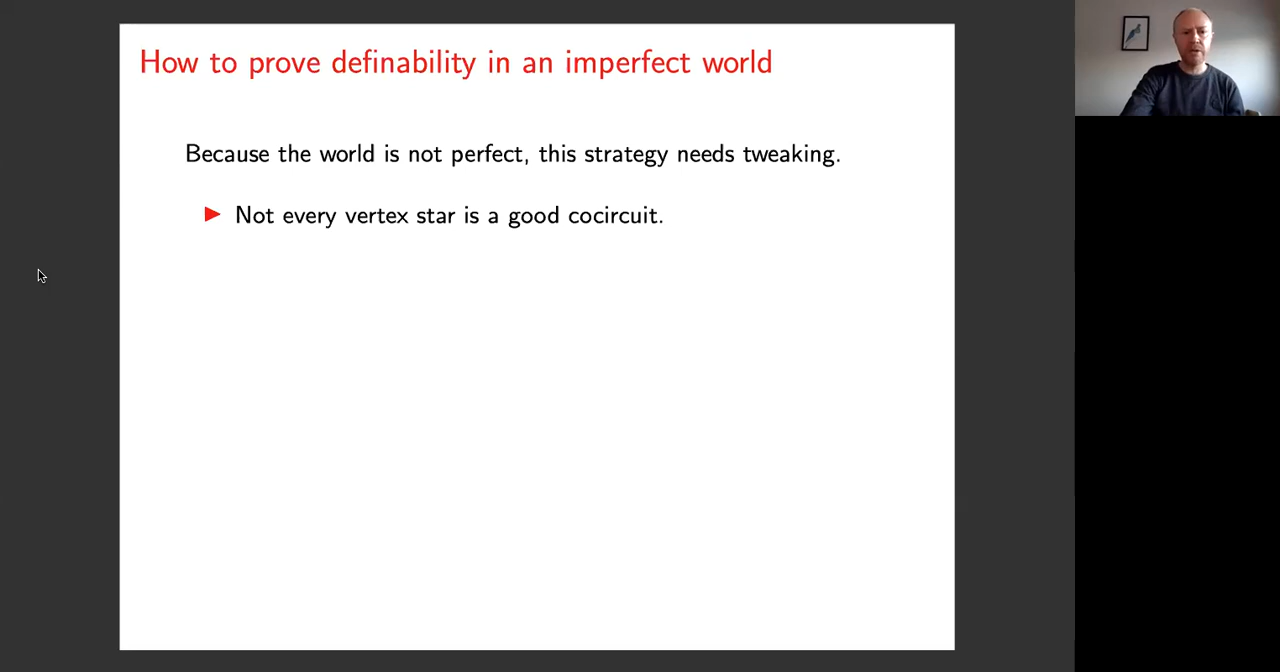 How to prove definability in an imperfect world
Because the world is not perfect, this strategy needs tweaking.
Not every vertex star is a good cocircuit.